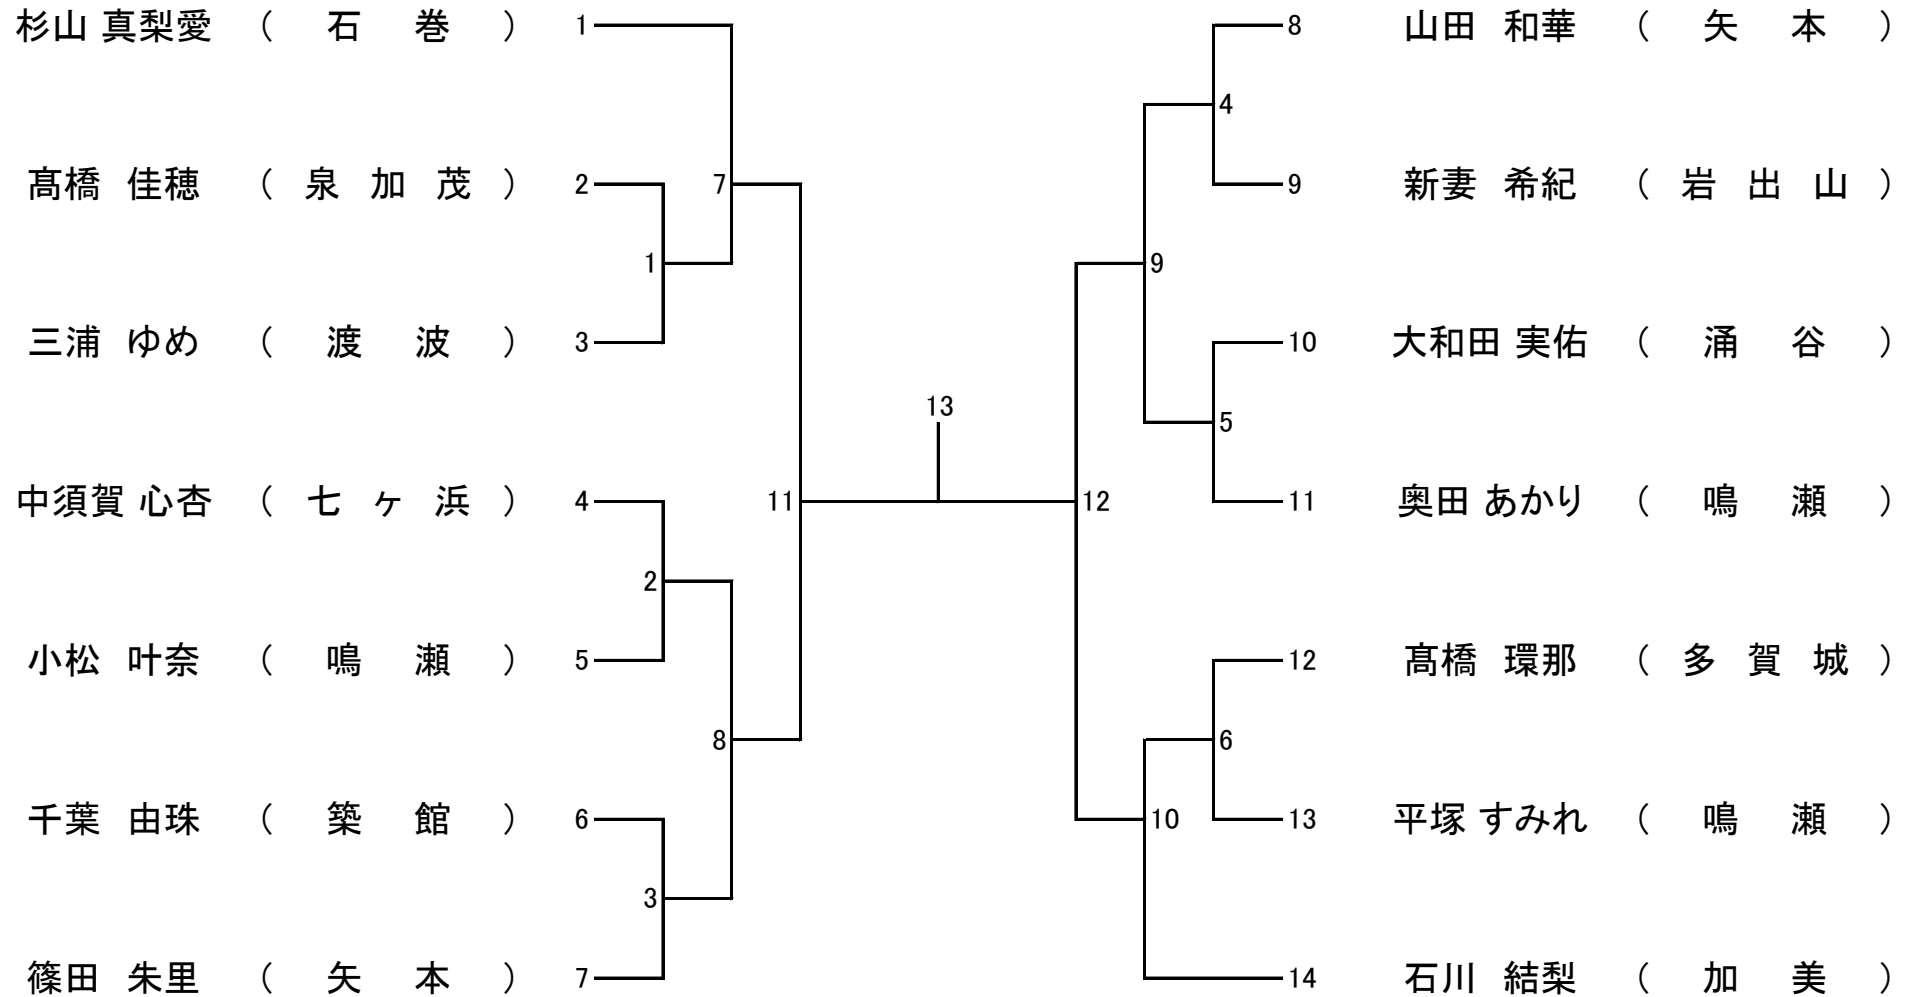 杉山 真梨愛 （ 石 巻 ） 1
髙橋 佳穂 （ 泉 加 茂 ） 2
三浦 ゆめ （ 渡 波 ） 3
中須賀 心杏 （ 七 ヶ 浜 ） 4
小松 叶奈 （ 鳴 瀬 ） 5
千葉 由珠 （ 築 館 ） 6
篠田 朱里 （ 矢 本 ） 7
1
2
3
7
8
11
13
12
9
10
4
5
6
8 山田 和華 （ 矢 本 ）
9 新妻 希紀 （ 岩 出 山 ）
10 大和田 実佑 （ 涌 谷 ）
11 奥田 あかり （ 鳴 瀬 ）
12 髙橋 環那 （ 多 賀 城 ）
13 平塚 すみれ （ 鳴 瀬 ）
14 石川 結梨 （ 加 美 ）